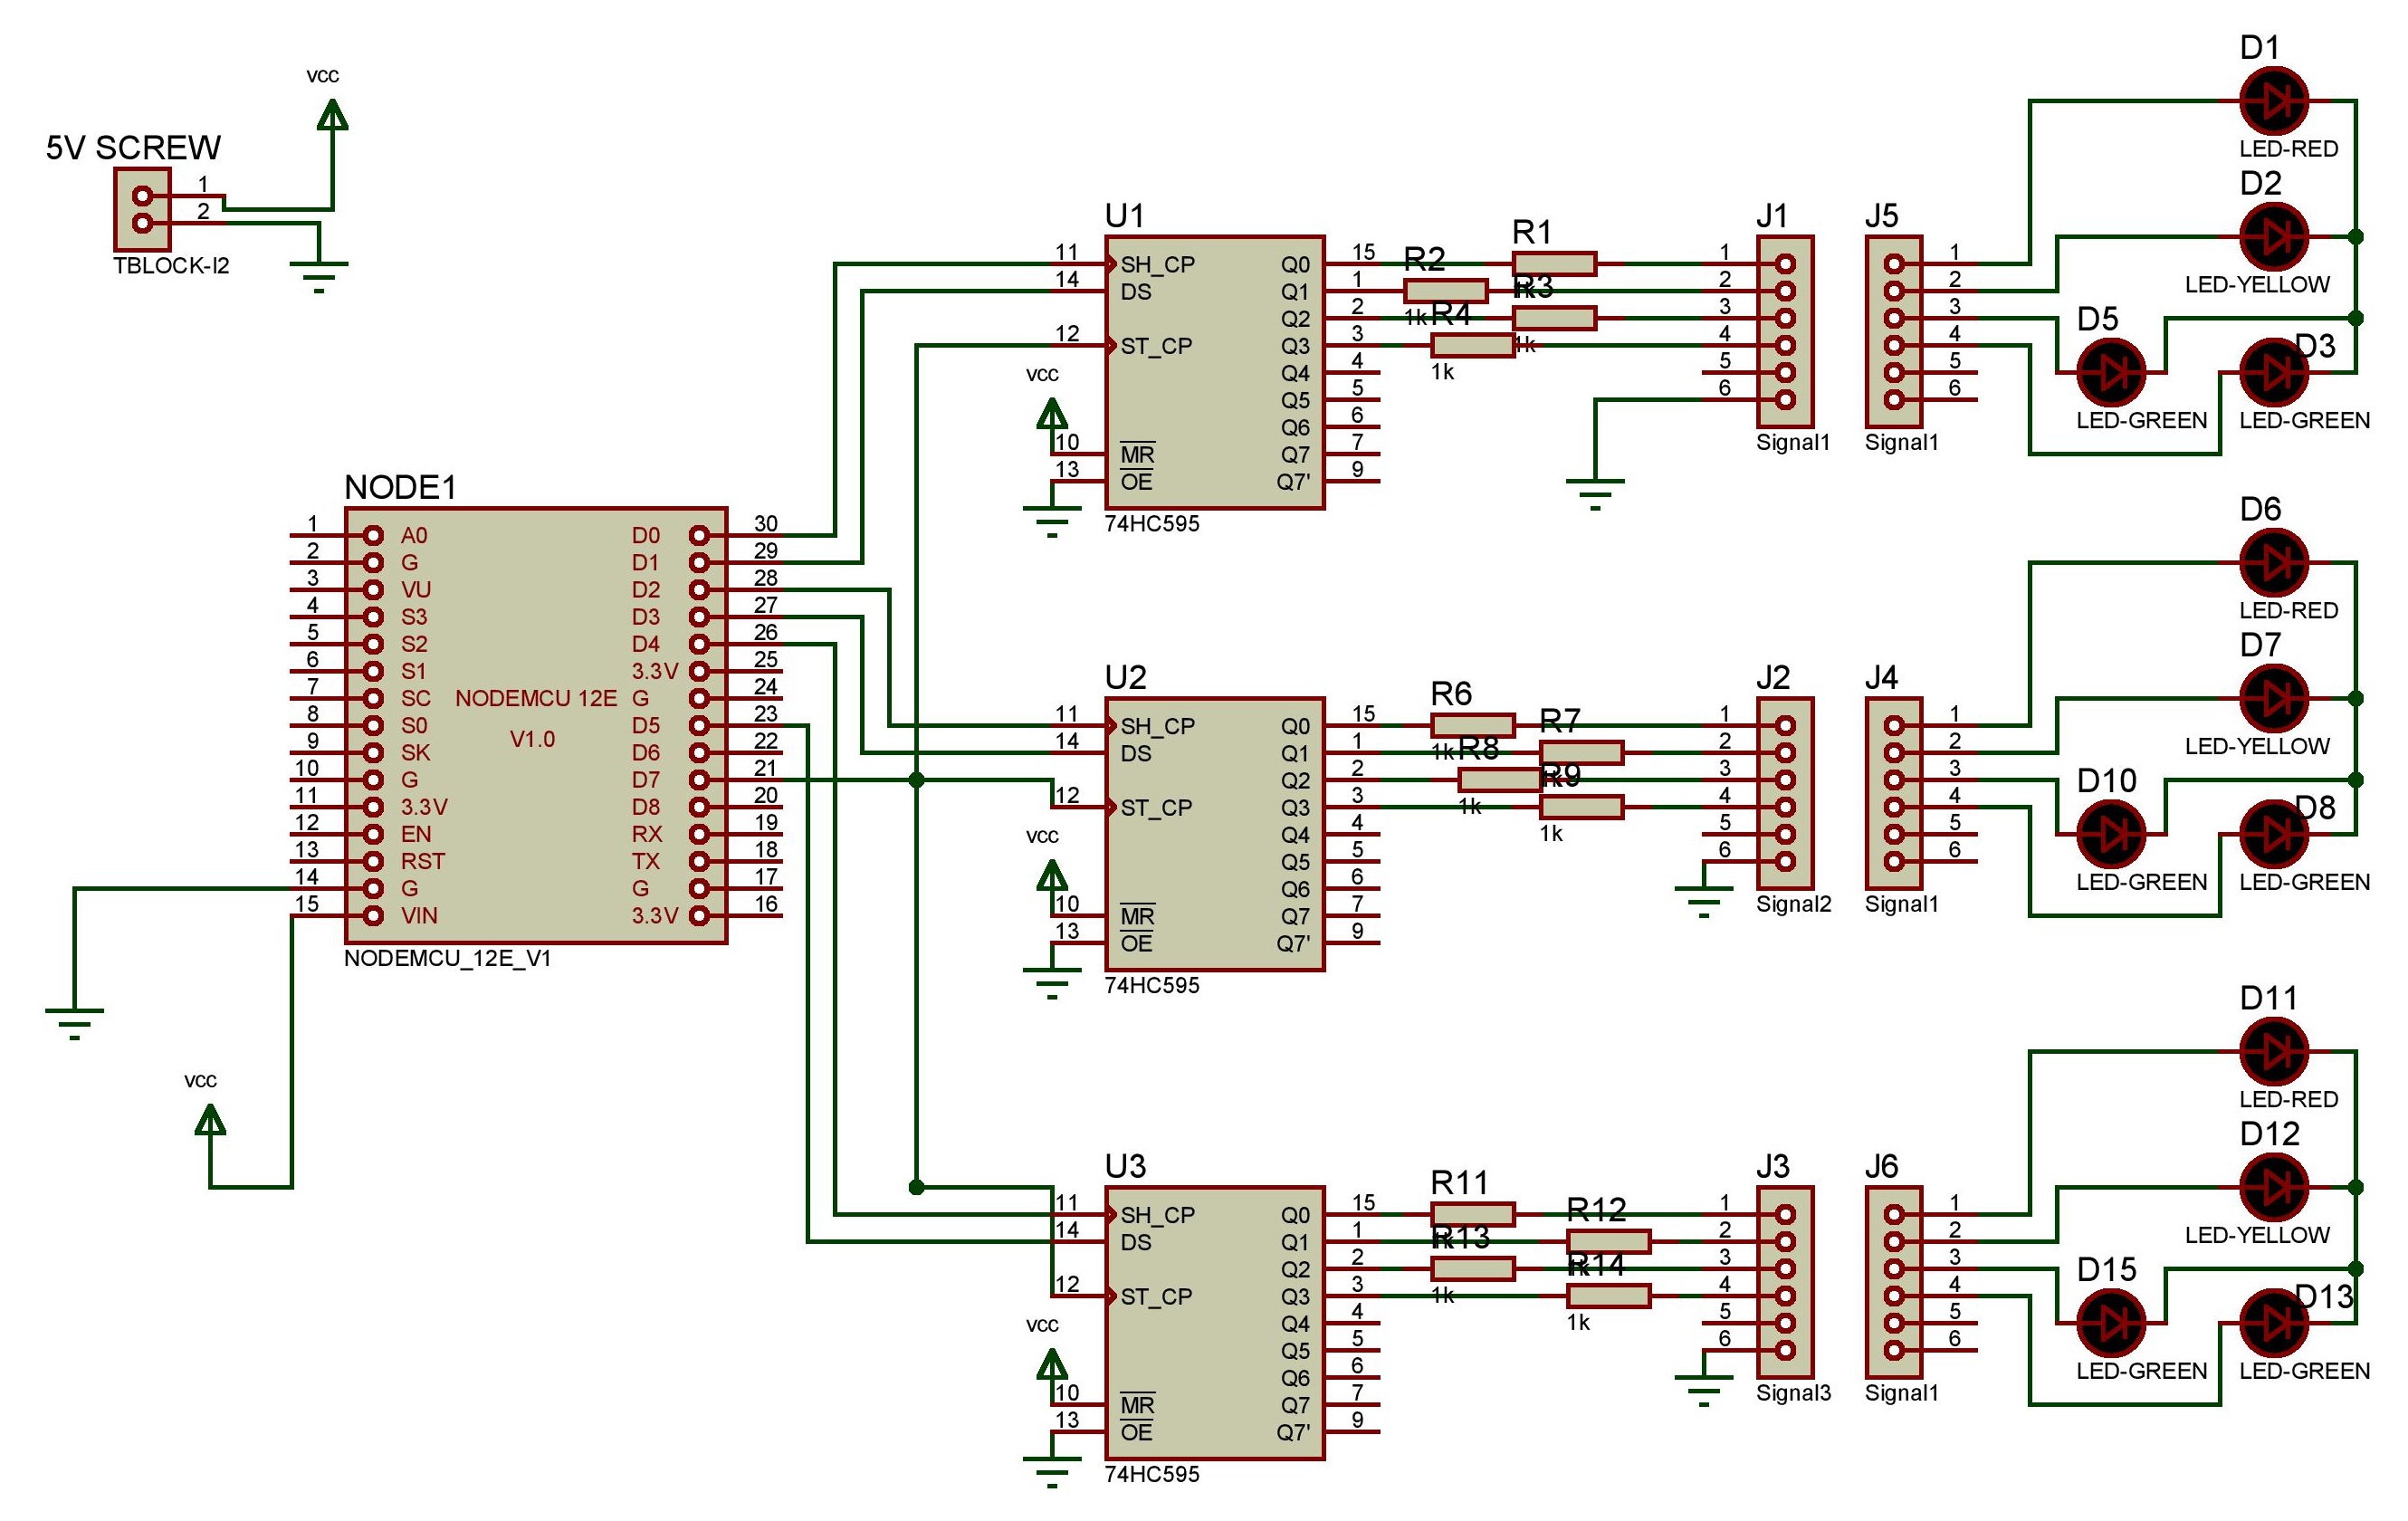 vcc
5V SCREW
1
2
TBLOCK-I2
NODE1
1 A0 D0 30
2 G D1 29
3 VU D2 28
4 S3 D3 27
5 S2 D4 26
6 S1 3.3V 25
7 SC NODEMCU 12E G 24
8 S0 D5 23
V1.0
9 SK D6 22
10 G D7 21
11 3.3V D8 20
12 EN RX 19
13 RST TX 18
14 G G 17
15 VIN 3.3V 16
NODEMCU_12E_V1
vcc
U1
11 SH_CP Q0 15
14 DS Q1 1
Q2 2
12 ST_CP Q3 3
Q4 4
vcc
Q5 5
Q6 6
10 MR Q7 7
13 OE Q7' 9
74HC595
R1
R2
1k
R3
1k
R4
1k
1k
J1
1
2
3
4
5
6
Signal1
J5
1
2
3
4
5
6
Signal1
D1
LED-RED
D2
LED-YELLOW
D5
LED-GREEN
D3
LED-GREEN
U2
11 SH_CP Q0 15
14 DS Q1 1
Q2 2
12 ST_CP Q3 3
Q4 4
vcc
Q5 5
Q6 6
10 MR Q7 7
13 OE Q7' 9
74HC595
R6
1k
R7
1k
R8
1k
R9
1k
J2
1
2
3
4
5
6
Signal2
J4
1
2
3
4
5
6
Signal1
D6
LED-RED
D7
LED-YELLOW
D10
LED-GREEN
D8
LED-GREEN
U3
11 SH_CP Q0 15
14 DS Q1 1
Q2 2
12 ST_CP Q3 3
Q4 4
vcc
Q5 5
Q6 6
10 MR Q7 7
13 OE Q7' 9
74HC595
R11
1k
R12
1k
R13
1k
R14
1k
J3
1
2
3
4
5
6
Signal3
J6
1
2
3
4
5
6
Signal1
D11
LED-RED
D12
LED-YELLOW
D15
LED-GREEN
D13
LED-GREEN